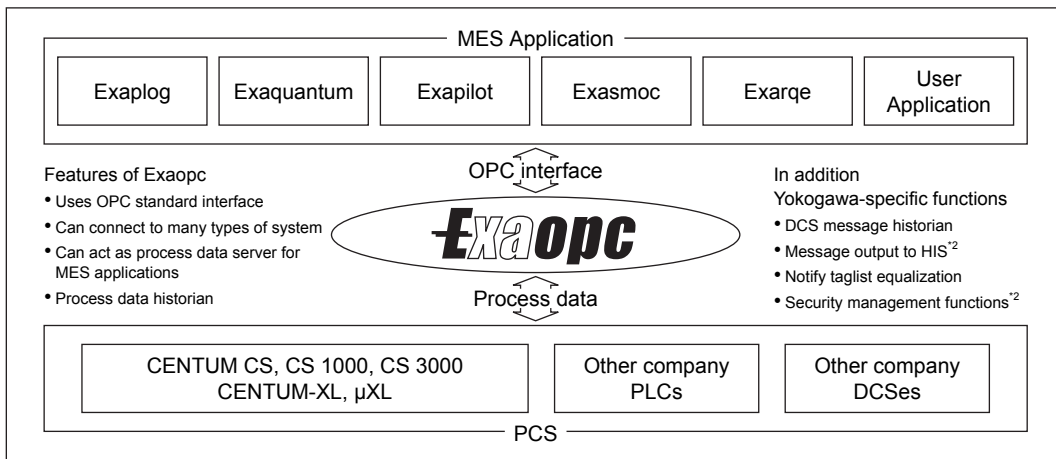 MES Application
Exaplog
Exaquantum
Exapilot
Exasmoc
Exarqe
User
Application
OPC interface
Features of Exaopc
• Uses OPC standard interface
• Can connect to many types of system
• Can act as process data server for
MES applications
• Process data historian
Exaopc
In addition
Yokogawa-specific functions
• DCS message historian
• Message output to HIS*2
• Notify taglist equalization
• Security management functions*2
Process data
CENTUM CS, CS 1000, CS 3000
CENTUM-XL, µXL
Other company
PLCs
Other company
DCSes
PCS